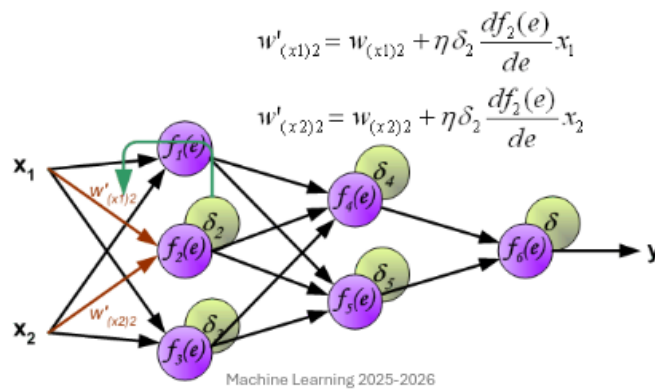 w'(x1)2 = w(x1)2 + ηδ2 df2(e)/de x1
w'(x2)2 = w(x2)2 + ηδ2 df2(e)/de x2
x1
f1(e)
w'(x1)2
δ2
f2(e)
δ4
f4(e)
δ
f6(e)
y
x2
w'(x2)2
f3(e)
δ5
f5(e)
Machine Learning 2025-2026